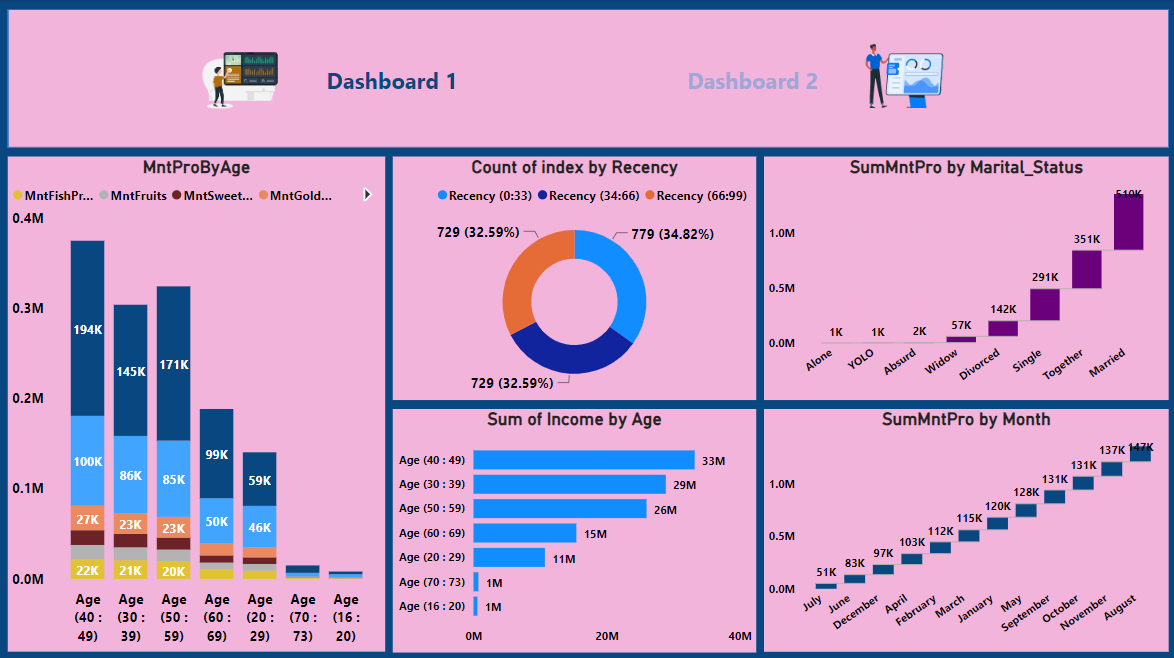 Dashboard 1
Dashboard 2
MntProByAge
MntFishPr... MntFruits MntSweet... MntGold...
0.4M
0.3M
0.2M
0.1M
0.0M
194K
145K
171K
99K
59K
100K
86K
85K
50K
46K
27K
23K
23K
22K
21K
20K
Age (40 : 49)
Age (30 : 39)
Age (50 : 59)
Age (60 : 69)
Age (20 : 29)
Age (70 : 73)
Age (16 : 20)
Count of index by Recency
Recency (0:33) Recency (34:66) Recency (66:99)
729 (32.59%)
779 (34.82%)
729 (32.59%)
SumMntPro by Marital_Status
1.0M
0.5M
0.0M
1K
1K
2K
57K
142K
291K
351K
510K
Alone
YOLO
Absurd
Widow
Divorced
Single
Together
Married
Sum of Income by Age
Age (40 : 49) 33M
Age (30 : 39) 29M
Age (50 : 59) 26M
Age (60 : 69) 15M
Age (20 : 29) 11M
Age (70 : 73) 1M
Age (16 : 20) 1M
0M 20M 40M
SumMntPro by Month
1.0M
0.5M
0.0M
51K
83K
97K
103K
112K
115K
120K
128K
131K
131K
137K
147K
July
June
December
April
February
March
January
May
September
October
November
August